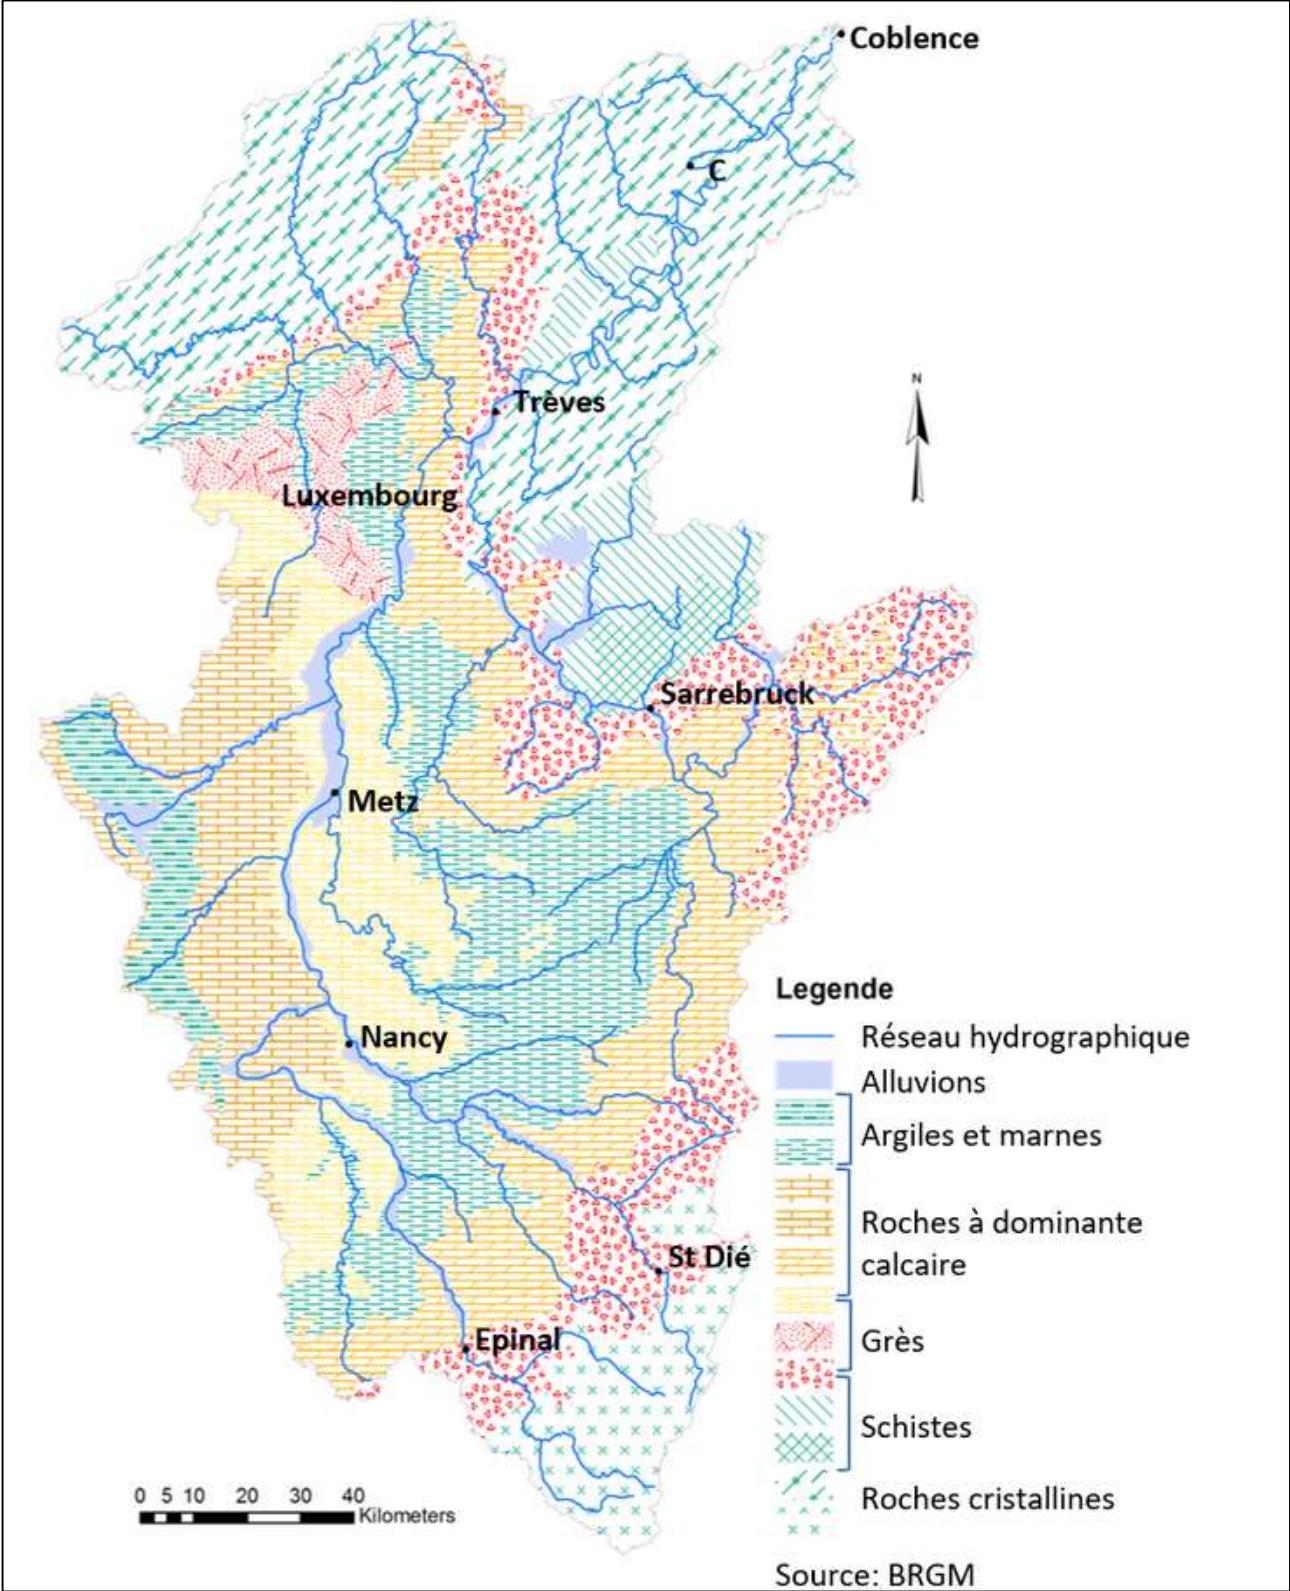 Coblence
C
Trèves
N
Luxembourg
Sarrebruck
Metz
Nancy
St Dié
Epinal
Legende
Réseau hydrographique
Alluvions
Argiles et marnes
Roches à dominante
calcaire
Grès
Schistes
Roches cristallines
Source: BRGM
0 5 10 20 30 40
Kilometers